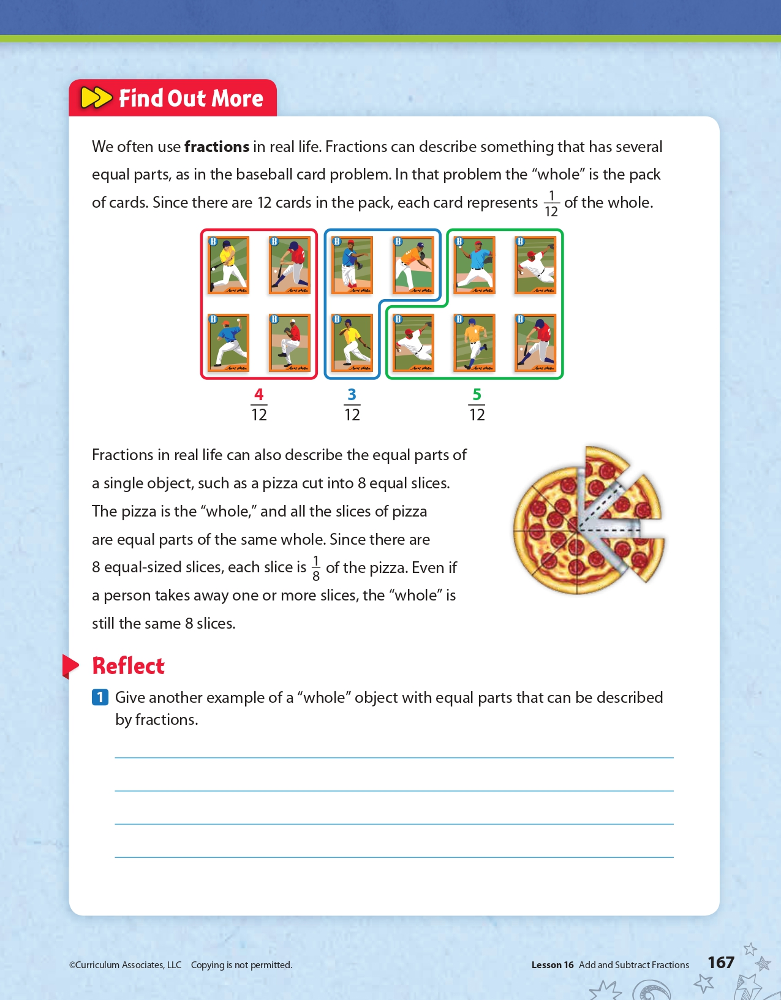 Find Out More
We often use fractions in real life. Fractions can describe something that has several
equal parts, as in the baseball card problem. In that problem the “whole” is the pack
of cards. Since there are 12 cards in the pack, each card represents 1/12 of the whole.
B B B B B B
B B B B B B
4/12 3/12 5/12
Fractions in real life can also describe the equal parts of
a single object, such as a pizza cut into 8 equal slices.
The pizza is the “whole,” and all the slices of pizza
are equal parts of the same whole. Since there are
8 equal-sized slices, each slice is 1/8 of the pizza. Even if
a person takes away one or more slices, the “whole” is
still the same 8 slices.
Reflect
1 Give another example of a “whole” object with equal parts that can be described
by fractions.
©Curriculum Associates, LLC Copying is not permitted.
Lesson 16 Add and Subtract Fractions 167